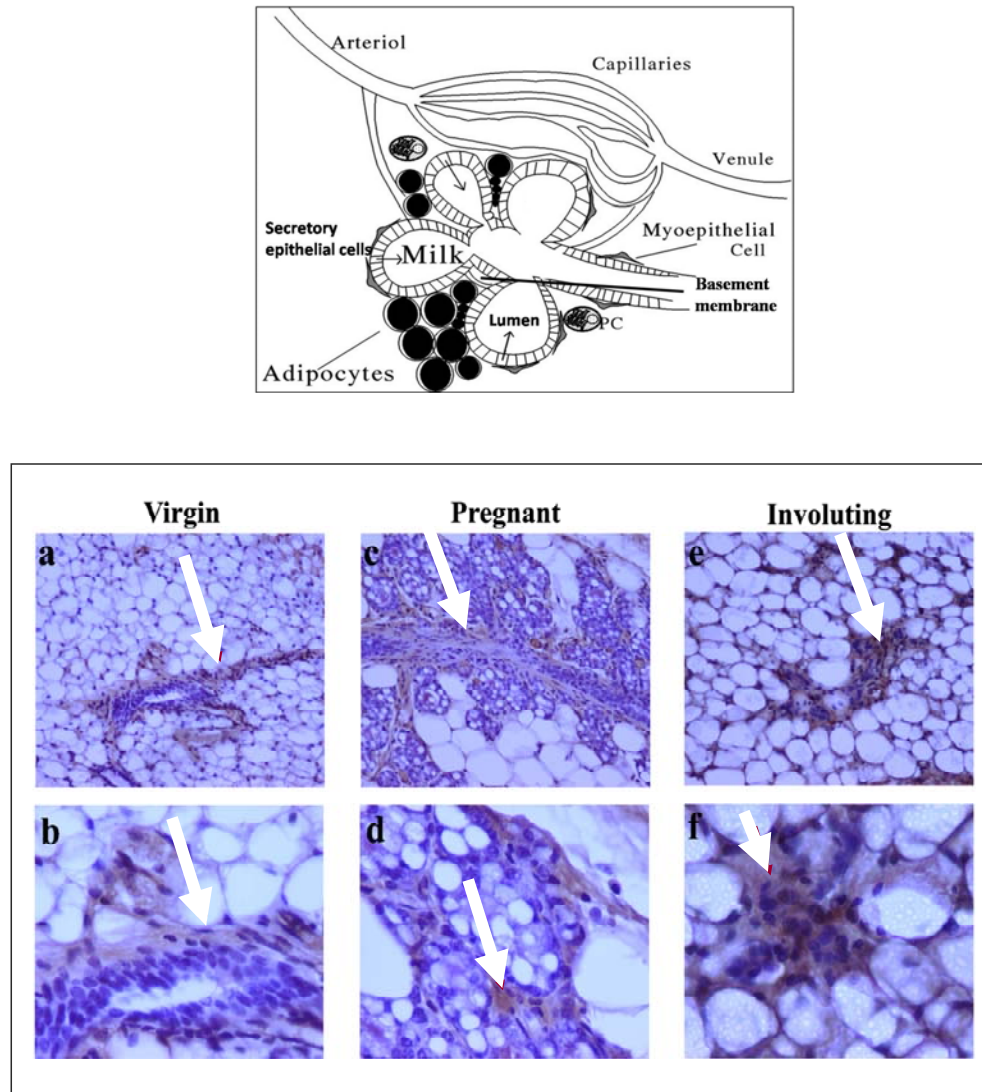 Arteriol
Capillaries
Venule
Secretory
epithelial cells
Milk
Myoepithelial
Cell
Basement
membrane
Lumen
PC
Adipocytes
Virgin
Pregnant
Involuting
a
c
e
b
d
f